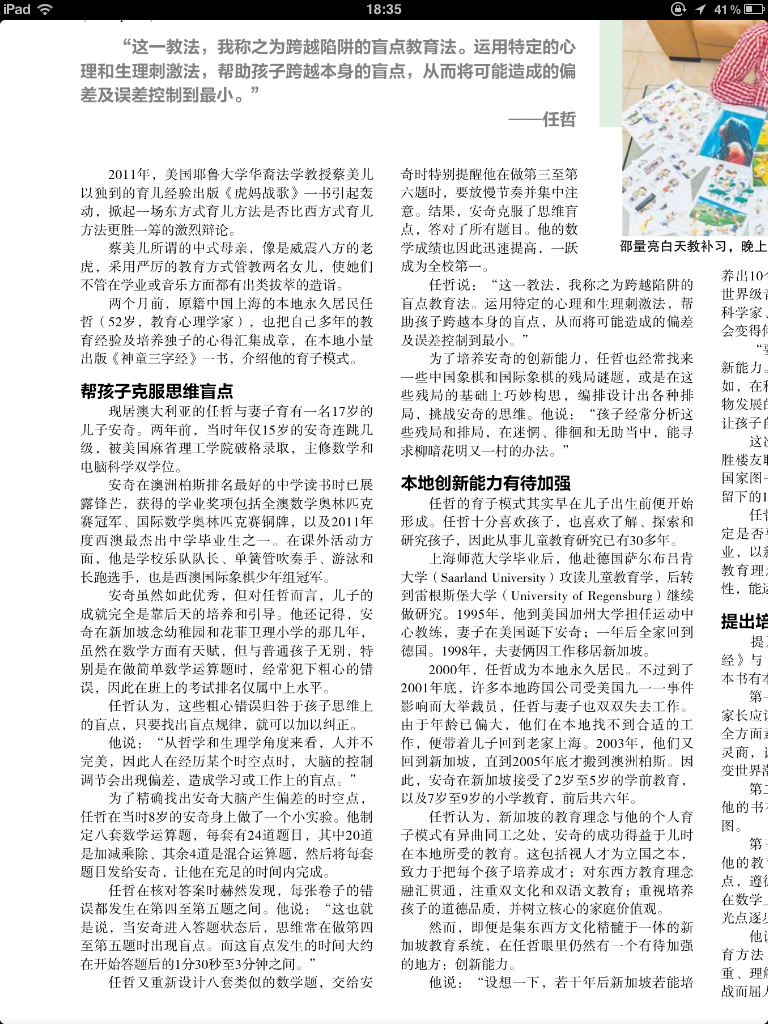 iPad 18:35 41%
“这一教法，我称之为跨越陷阱的盲点教育法。运用特定的心
理和生理刺激法，帮助孩子跨越本身的盲点，从而将可能造成的偏
差及误差控制到最小。”
——任哲
2011年，美国耶鲁大学华裔法学教授蔡美儿
以独到的育儿经验出版《虎妈战歌》一书引起轰
动，掀起一场东方式育儿方法是否比西方式育儿
方法更胜一筹的激烈辩论。
蔡美儿所谓的中式母亲，像是威震八方的老
虎，采用严厉的教育方式管教两名女儿，使她们
不管在学业或音乐方面都有出类拔萃的造诣。
两个月前，原籍中国上海的本地永久居民任
哲（52岁，教育心理学家），也把自己多年的教
育经验及培养独子的心得汇集成章，在本地小量
出版《神童三字经》一书，介绍他的育子模式。
帮孩子克服思维盲点
现居澳大利亚的任哲与妻子育有一名17岁的
儿子安奇。两年前，当时年仅15岁的安奇连跳几
级，被美国麻省理工学院破格录取，主修数学和
电脑科学双学位。
安奇在澳洲柏斯排名最好的中学读书时已展
露锋芒，获得的学业奖项包括全澳数学奥林匹克
赛冠军、国际数学奥林匹克赛铜牌，以及2011年
度西澳最杰出中学毕业生之一。在课外活动方
面，他是学校乐队队长、单簧管吹奏手、游泳和
长跑选手，也是西澳国际象棋少年组冠军。
安奇虽然如此优秀，但对任哲而言，儿子的
成就完全是靠后天的培养和引导。他还记得，安
奇在新加坡念幼稚园和花菲卫理小学的那几年，
虽然在数学方面有天赋，但与普通孩子无别，特
别是在做简单数学运算题时，经常犯下粗心的错
误，因此在班上的考试排名仅属中上水平。
任哲认为，这些粗心错误归咎于孩子思维上
的盲点，只要找出盲点规律，就可以加以纠正。
他说：“从哲学和生理学角度来看，人并不
完美，因此人在经历某个时空点时，大脑的控制
调节会出现偏差，造成学习或工作上的盲点。”
为了精确找出安奇大脑产生偏差的时空点，
任哲在当时8岁的安奇身上做了一个小实验。他制
定八套数学运算题，每套有24道题目，其中20道
是加减乘除、其余4道是混合运算题，然后将每套
题目发给安奇，让他在充足的时间内完成。
任哲在核对答案时赫然发现，每张卷子的错
误都发生在第四至第五题之间。他说：“这也就
是说，当安奇进入答题状态后，思维常在做第四
至第五题时出现盲点。而这盲点发生的时间大约
在开始答题后的1分30秒至3分钟之间。”
任哲又重新设计八套类似的数学题，交给安
奇时特别提醒他在做第三至第
六题时，要放慢节奏并集中注
意。结果，安奇克服了思维盲
点，答对了所有题目。他的数
学成绩也因此迅速提高，一跃
成为全校第一。
任哲说：“这一教法，我称之为跨越陷阱的
盲点教育法。运用特定的心理和生理刺激法，帮
助孩子跨越本身的盲点，从而将可能造成的偏差
及误差控制到最小。”
为了培养安奇的创新能力，任哲也经常找来
一些中国象棋和国际象棋的残局谜题，或是在这
些残局的基础上巧妙构思，编排设计出各种排
局，挑战安奇的思维。他说：“孩子经常分析这
些残局和排局，在迷惘、徘徊和无助当中，能寻
求柳暗花明又一村的办法。”
本地创新能力有待加强
任哲的育子模式其实早在儿子出生前便开始
形成。任哲十分喜欢孩子，也喜欢了解、探索和
研究孩子，因此从事儿童教育研究已有30多年。
上海师范大学毕业后，他赴德国萨尔布吕肯
大学（Saarland University）攻读儿童教育学，后转
到雷根斯堡大学（University of Regensburg）继续
做研究。1995年，他到美国加州大学担任运动中
心教练，妻子在美国诞下安奇；一年后全家回到
德国。1998年，夫妻俩因工作移居新加坡。
2000年，任哲成为本地永久居民。不过到了
2001年底，许多本地跨国公司受美国九一一事件
影响而大举裁员，任哲与妻子也双双失去工作。
由于年龄已偏大，他们在本地找不到合适的工
作，便带着儿子回到老家上海。2003年，他们又
回到新加坡，直到2005年底才搬到澳洲柏斯。因
此，安奇在新加坡接受了2岁至5岁的学前教育，
以及7岁至9岁的小学教育，前后共六年。
任哲认为，新加坡的教育理念与他的个人育
子模式有异曲同工之处，安奇的成功得益于儿时
在本地所受的教育。这包括视人才为立国之本，
致力于把每个孩子培养成才；对东西方教育理念
融汇贯通，注重双文化和双语文教育；重视培养
孩子的道德品质，并树立核心的家庭价值观。
然而，即便是集东西方文化精髓于一体的新
加坡教育系统，在任哲眼里仍然有一个有待加强
的地方：创新能力。
他说：“设想一下，若干年后新加坡若能培
邵量亮白天教补习，晚上
养出10个
世界级音
科学家、
会变得何
新能力。
如，在科
物发展的
让孩子自
这次
胜楼友联
国家图书
留下的1
任哲
定是否要
业，以新
教育理念
性，能适
提出培
提及
经》与
本书有本
第一
家长应该
全方面素
灵商，读
变世界潮
第二
他的书
图。
第三
他的教育
点，遵循
在数学上
光点逐步
他说
育方法
重、理解
战而屈人